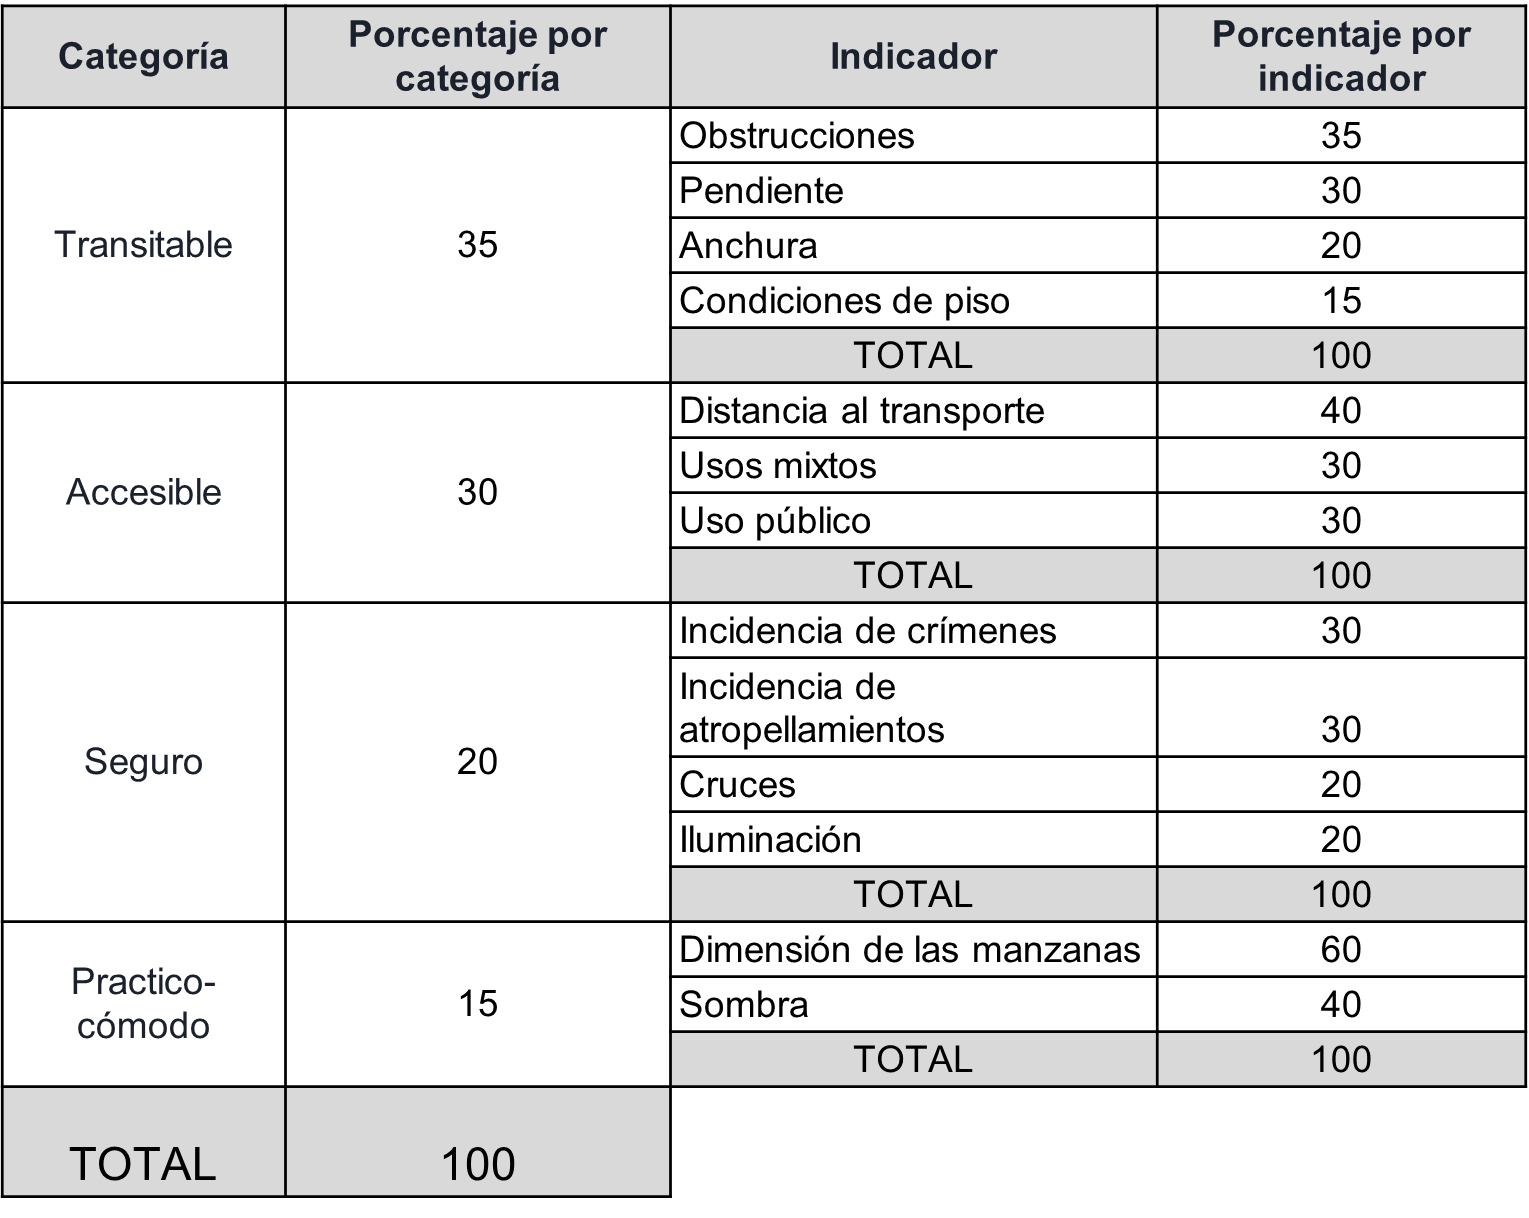 Categoría
Porcentaje por
categoría
Indicador
Porcentaje por
indicador
Transitable
35
Obstrucciones
35
Pendiente
30
Anchura
20
Condiciones de piso
15
TOTAL
100
Accesible
30
Distancia al transporte
40
Usos mixtos
30
Uso público
30
TOTAL
100
Seguro
20
Incidencia de crímenes
30
Incidencia de
atropellamientos
30
Cruces
20
Iluminación
20
TOTAL
100
Practico-
cómodo
15
Dimensión de las manzanas
60
Sombra
40
TOTAL
100
TOTAL
100